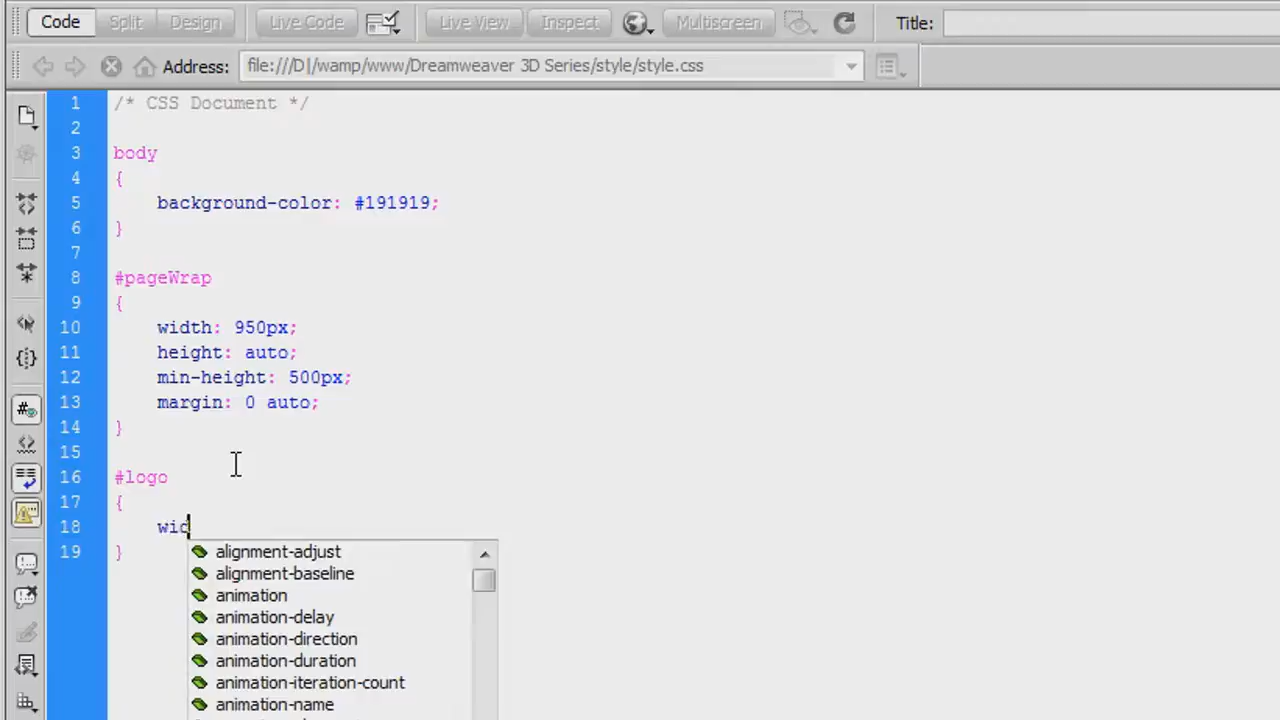 Code Split Design Live Code Live View Inspect Multiscreen Title:
Address: file:///D|/wamp/www/Dreamweaver 3D Series/style/style.css
1 /* CSS Document */
2
3 body
4 {
5 background-color: #191919;
6 }
7
8 #pageWrap
9 {
10 width: 950px;
11 height: auto;
12 min-height: 500px;
13 margin: 0 auto;
14 }
15
16 #logo
17 {
18 wid
19 }
alignment-adjust
alignment-baseline
animation
animation-delay
animation-direction
animation-duration
animation-iteration-count
animation-name